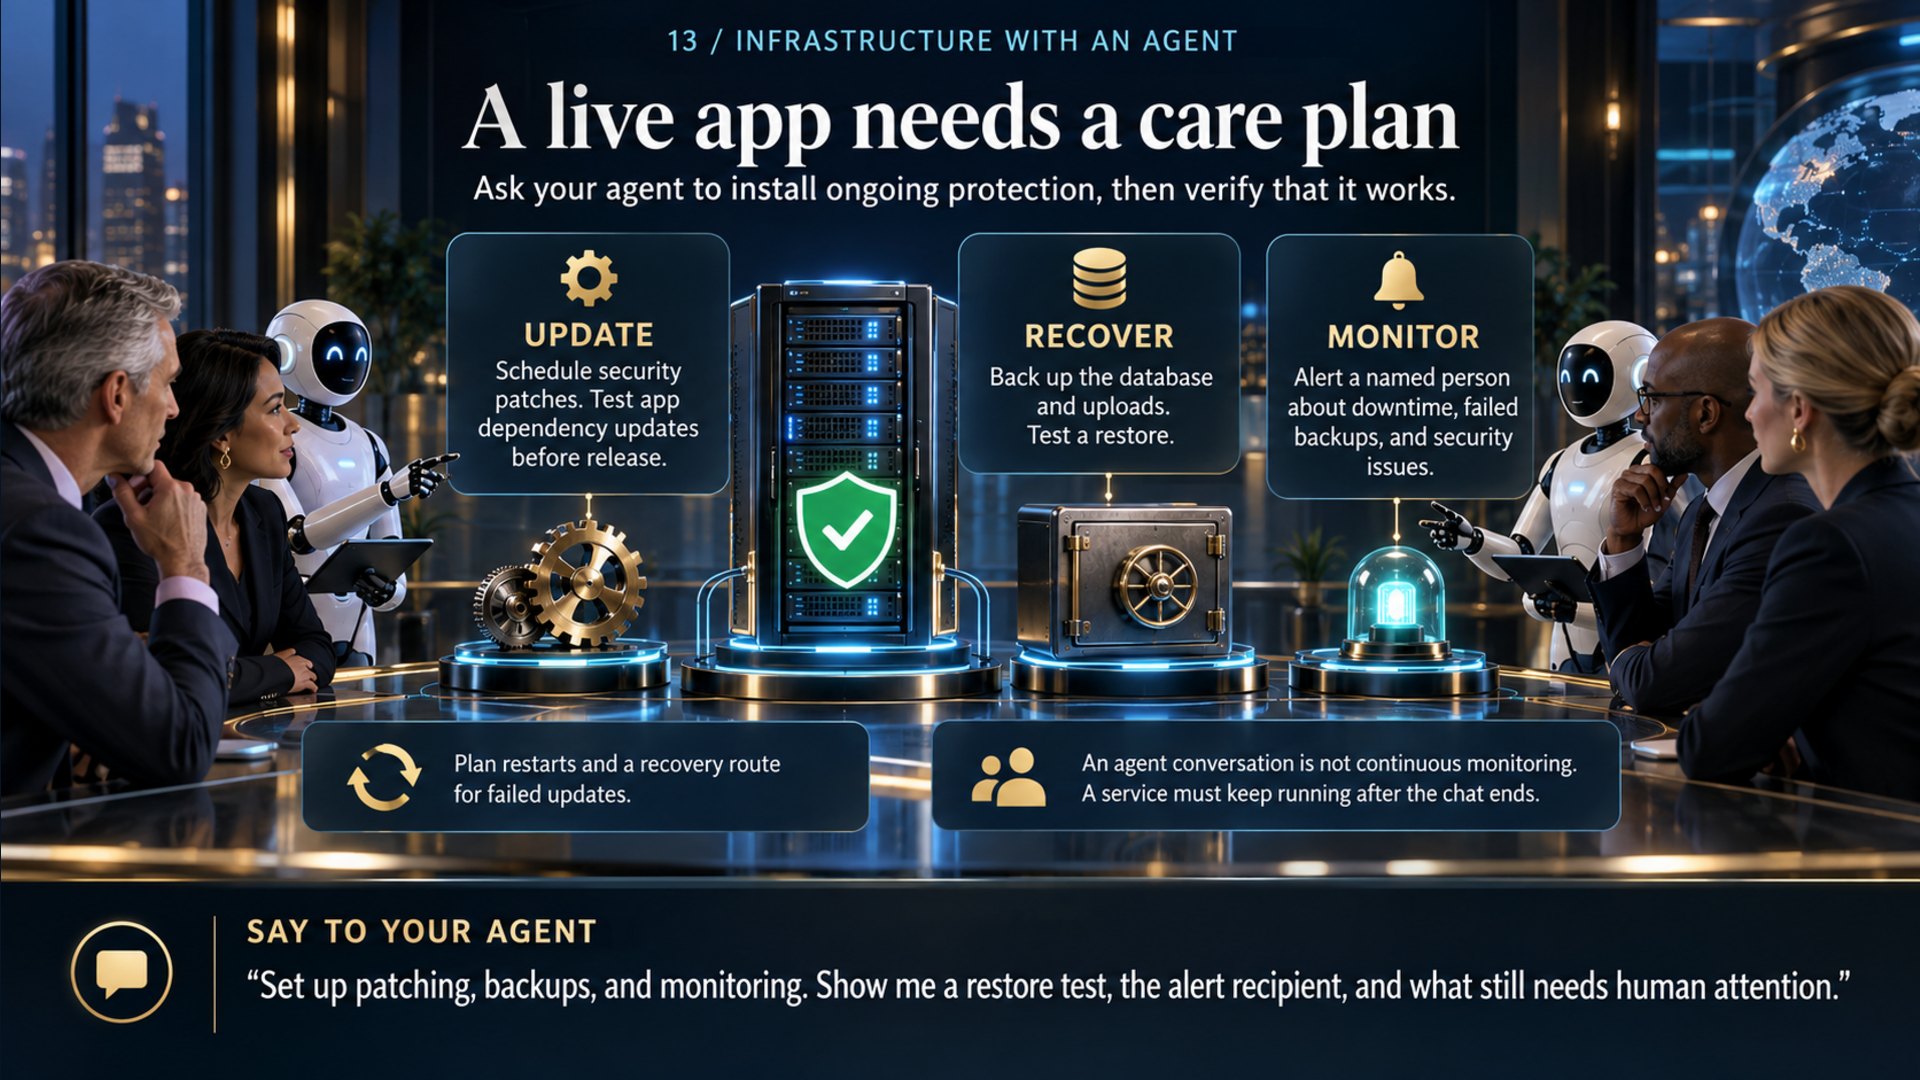 13 / INFRASTRUCTURE WITH AN AGENT
A live app needs a care plan
Ask your agent to install ongoing protection, then verify that it works.
UPDATE
Schedule security
patches. Test app
dependency updates
before release.
RECOVER
Back up the database
and uploads.
Test a restore.
MONITOR
Alert a named person
about downtime, failed
backups, and security
issues.
Plan restarts and a recovery route
for failed updates.
An agent conversation is not continuous monitoring.
A service must keep running after the chat ends.
SAY TO YOUR AGENT
“Set up patching, backups, and monitoring. Show me a restore test, the alert recipient, and what still needs human attention.”